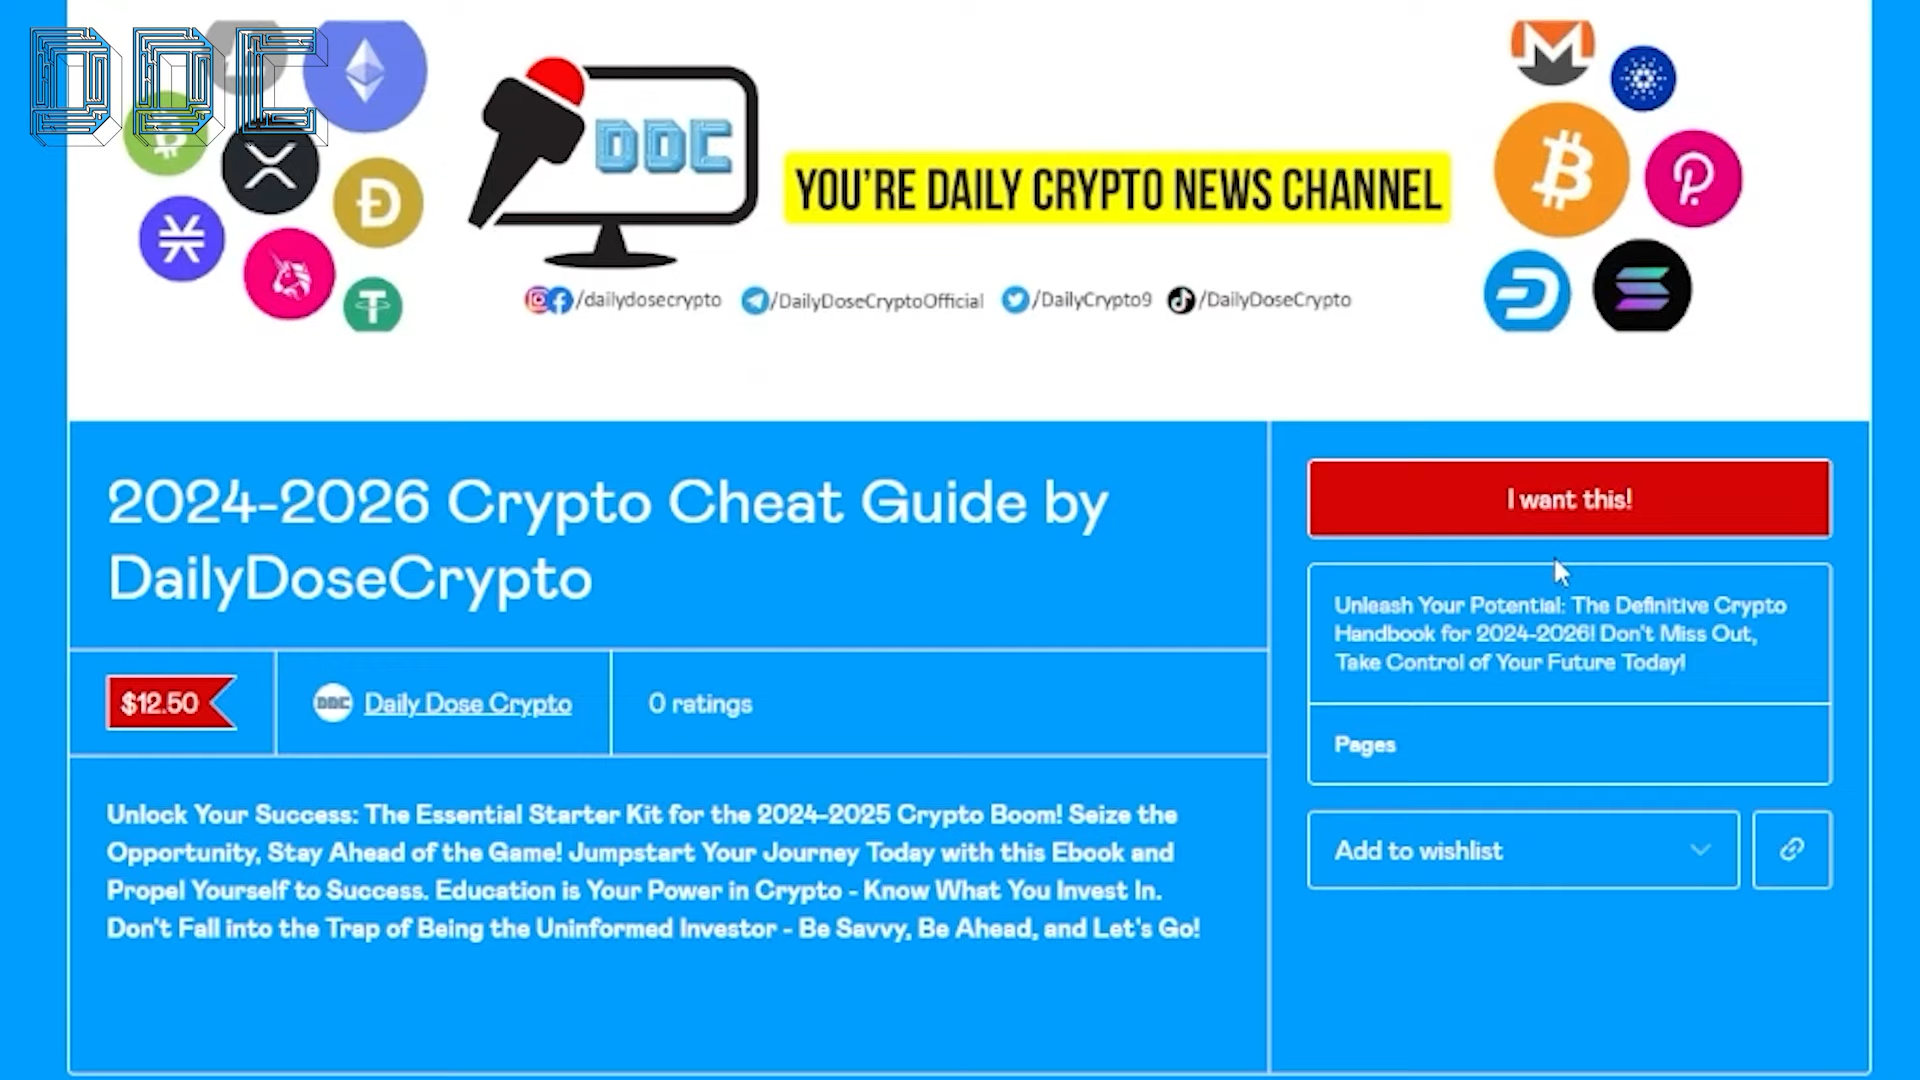 DDC
DDC
YOU'RE DAILY CRYPTO NEWS CHANNEL
/dailydosecrypto /DailyDoseCryptoOfficial /DailyCrypto9 /DailyDoseCrypto
2024-2026 Crypto Cheat Guide by
DailyDoseCrypto
$12.50
DDC
Daily Dose Crypto
0 ratings
Unlock Your Success: The Essential Starter Kit for the 2024-2025 Crypto Boom! Seize the
Opportunity, Stay Ahead of the Game! Jumpstart Your Journey Today with this Ebook and
Propel Yourself to Success. Education is Your Power in Crypto - Know What You Invest In.
Don't Fall into the Trap of Being the Uninformed Investor - Be Savvy, Be Ahead, and Let's Go!
I want this!
Unleash Your Potential: The Definitive Crypto
Handbook for 2024-2026! Don't Miss Out,
Take Control of Your Future Today!
Pages
Add to wishlist